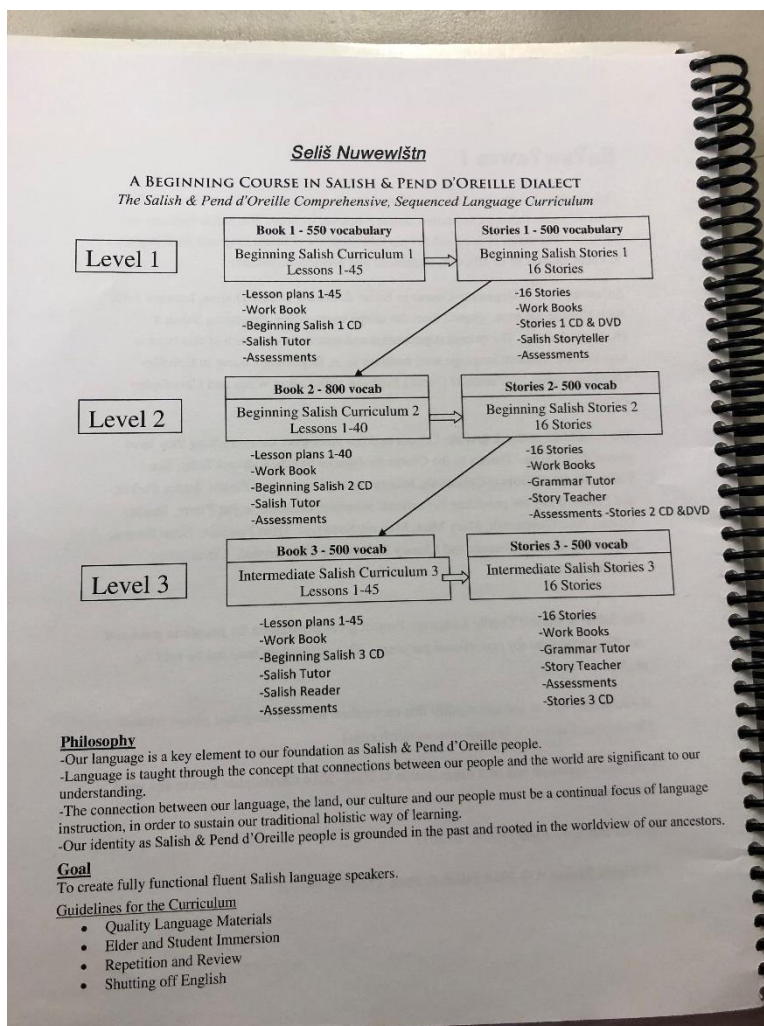 Seliš Nuwewlštn
A BEGINNING COURSE IN SALISH & PEND D'OREILLE DIALECT
The Salish & Pend d'Oreille Comprehensive, Sequenced Language Curriculum
Level 1
Book 1 - 550 vocabulary
Beginning Salish Curriculum 1
Lessons 1-45
-Lesson plans 1-45
-Work Book
-Beginning Salish 1 CD
-Salish Tutor
-Assessments
Stories 1 - 500 vocabulary
Beginning Salish Stories 1
16 Stories
-16 Stories
-Work Books
-Stories 1 CD & DVD
-Salish Storyteller
-Assessments
Level 2
Book 2 - 800 vocab
Beginning Salish Curriculum 2
Lessons 1-40
-Lesson plans 1-40
-Work Book
-Beginning Salish 2 CD
-Salish Tutor
-Assessments
Stories 2- 500 vocab
Beginning Salish Stories 2
16 Stories
-16 Stories
-Work Books
-Grammar Tutor
-Story Teacher
-Assessments -Stories 2 CD &DVD
Level 3
Book 3 - 500 vocab
Intermediate Salish Curriculum 3
Lessons 1-45
-Lesson plans 1-45
-Work Book
-Beginning Salish 3 CD
-Salish Tutor
-Salish Reader
-Assessments
Stories 3 - 500 vocab
Intermediate Salish Stories 3
16 Stories
-16 Stories
-Work Books
-Grammar Tutor
-Story Teacher
-Assessments
-Stories 3 CD
Philosophy
-Our language is a key element to our foundation as Salish & Pend d'Oreille people.
-Language is taught through the concept that connections between our people and the world are significant to our
understanding.
-The connection between our language, the land, our culture and our people must be a continual focus of language
instruction, in order to sustain our traditional holistic way of learning.
-Our identity as Salish & Pend d'Oreille people is grounded in the past and rooted in the worldview of our ancestors.
Goal
To create fully functional fluent Salish language speakers.
Guidelines for the Curriculum
• Quality Language Materials
• Elder and Student Immersion
• Repetition and Review
• Shutting off English